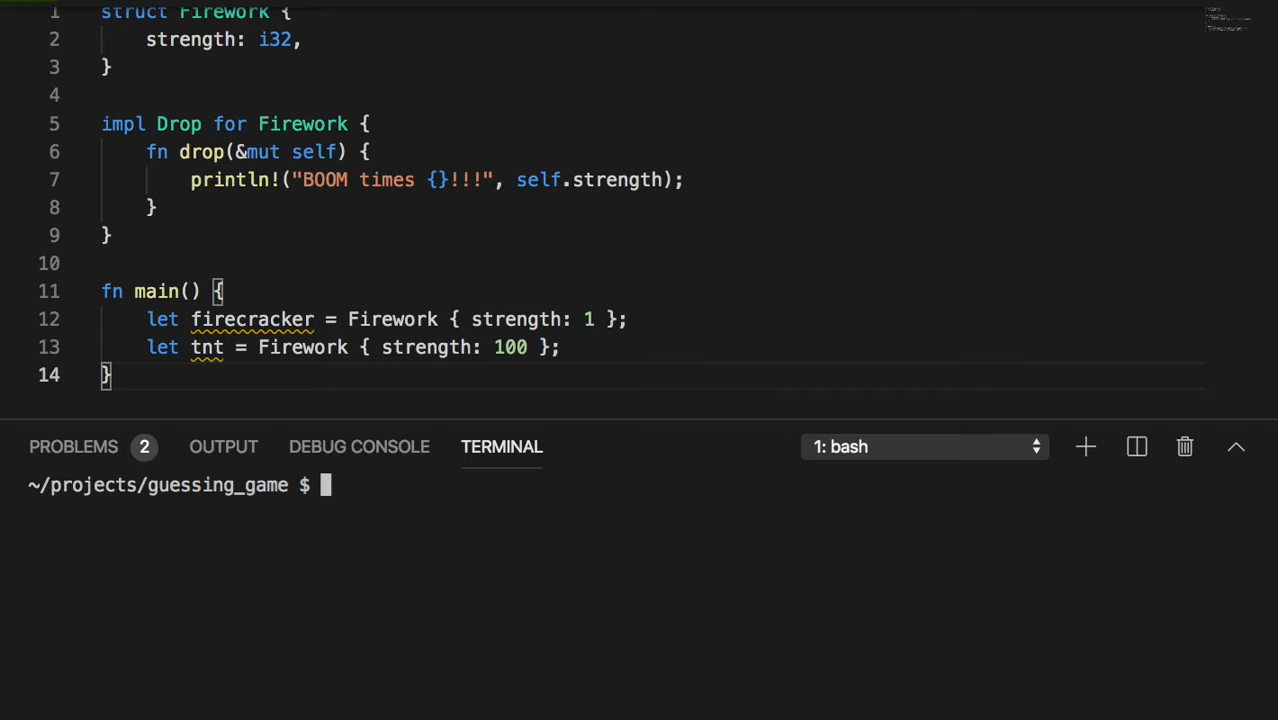 1 struct Firework {
2     strength: i32,
3 }
4
5 impl Drop for Firework {
6     fn drop(&mut self) {
7         println!("BOOM times {}!!!", self.strength);
8     }
9 }
10
11 fn main() {
12     let firecracker = Firework { strength: 1 };
13     let tnt = Firework { strength: 100 };
14 }
PROBLEMS 2 OUTPUT DEBUG CONSOLE TERMINAL 1: bash
~/projects/guessing_game $